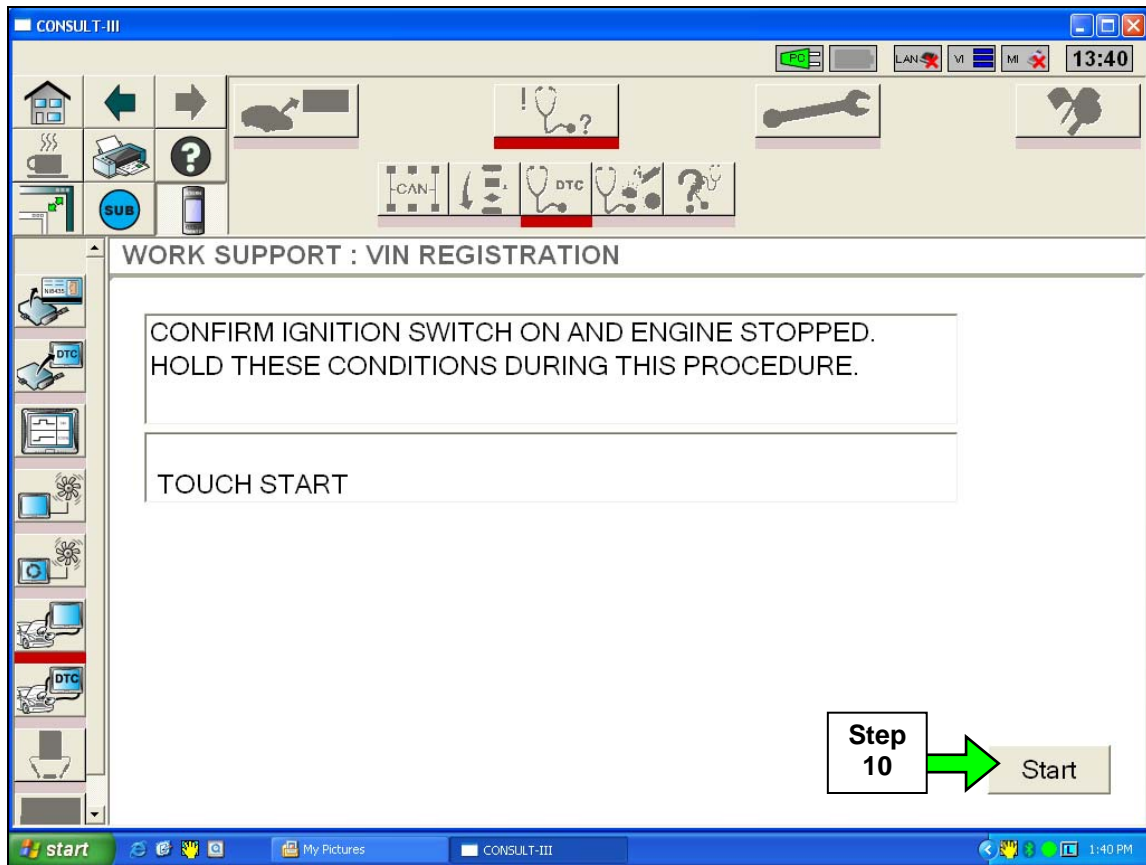 CONSULT-III
PC
LAN
VI
MI
13:40
?
! ?
SUB
-CAN-
DTC
?
WORK SUPPORT : VIN REGISTRATION
DTC
CONFIRM IGNITION SWITCH ON AND ENGINE STOPPED.
HOLD THESE CONDITIONS DURING THIS PROCEDURE.
TOUCH START
DTC
Step
10
Start
start
My Pictures
CONSULT-III
1:40 PM